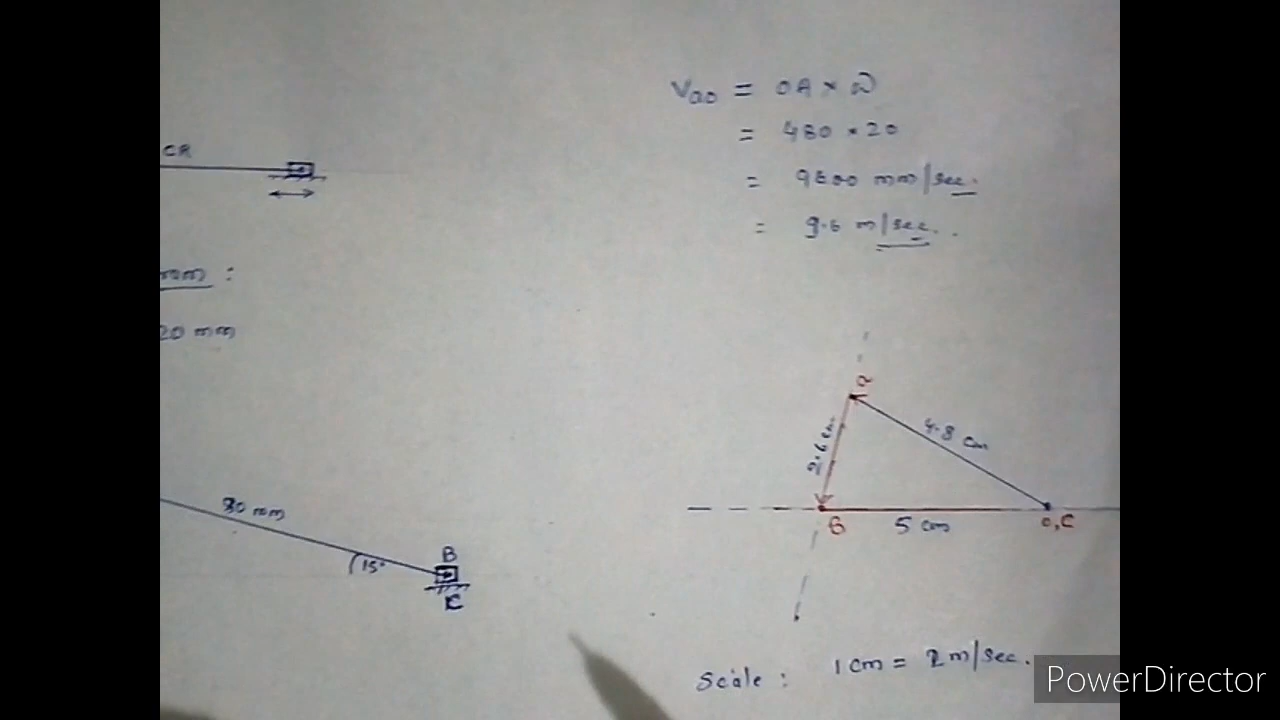 CR
mm :
20 mm
80 mm
15°
B
C
Vao = OA × ω
= 480 × 20
= 9600 mm/sec.
= 9.6 m/sec.
a
4.8 cm
2.6 cm
B
5 cm
o,c
Scale : 1 cm = 2 m/sec.
PowerDirector